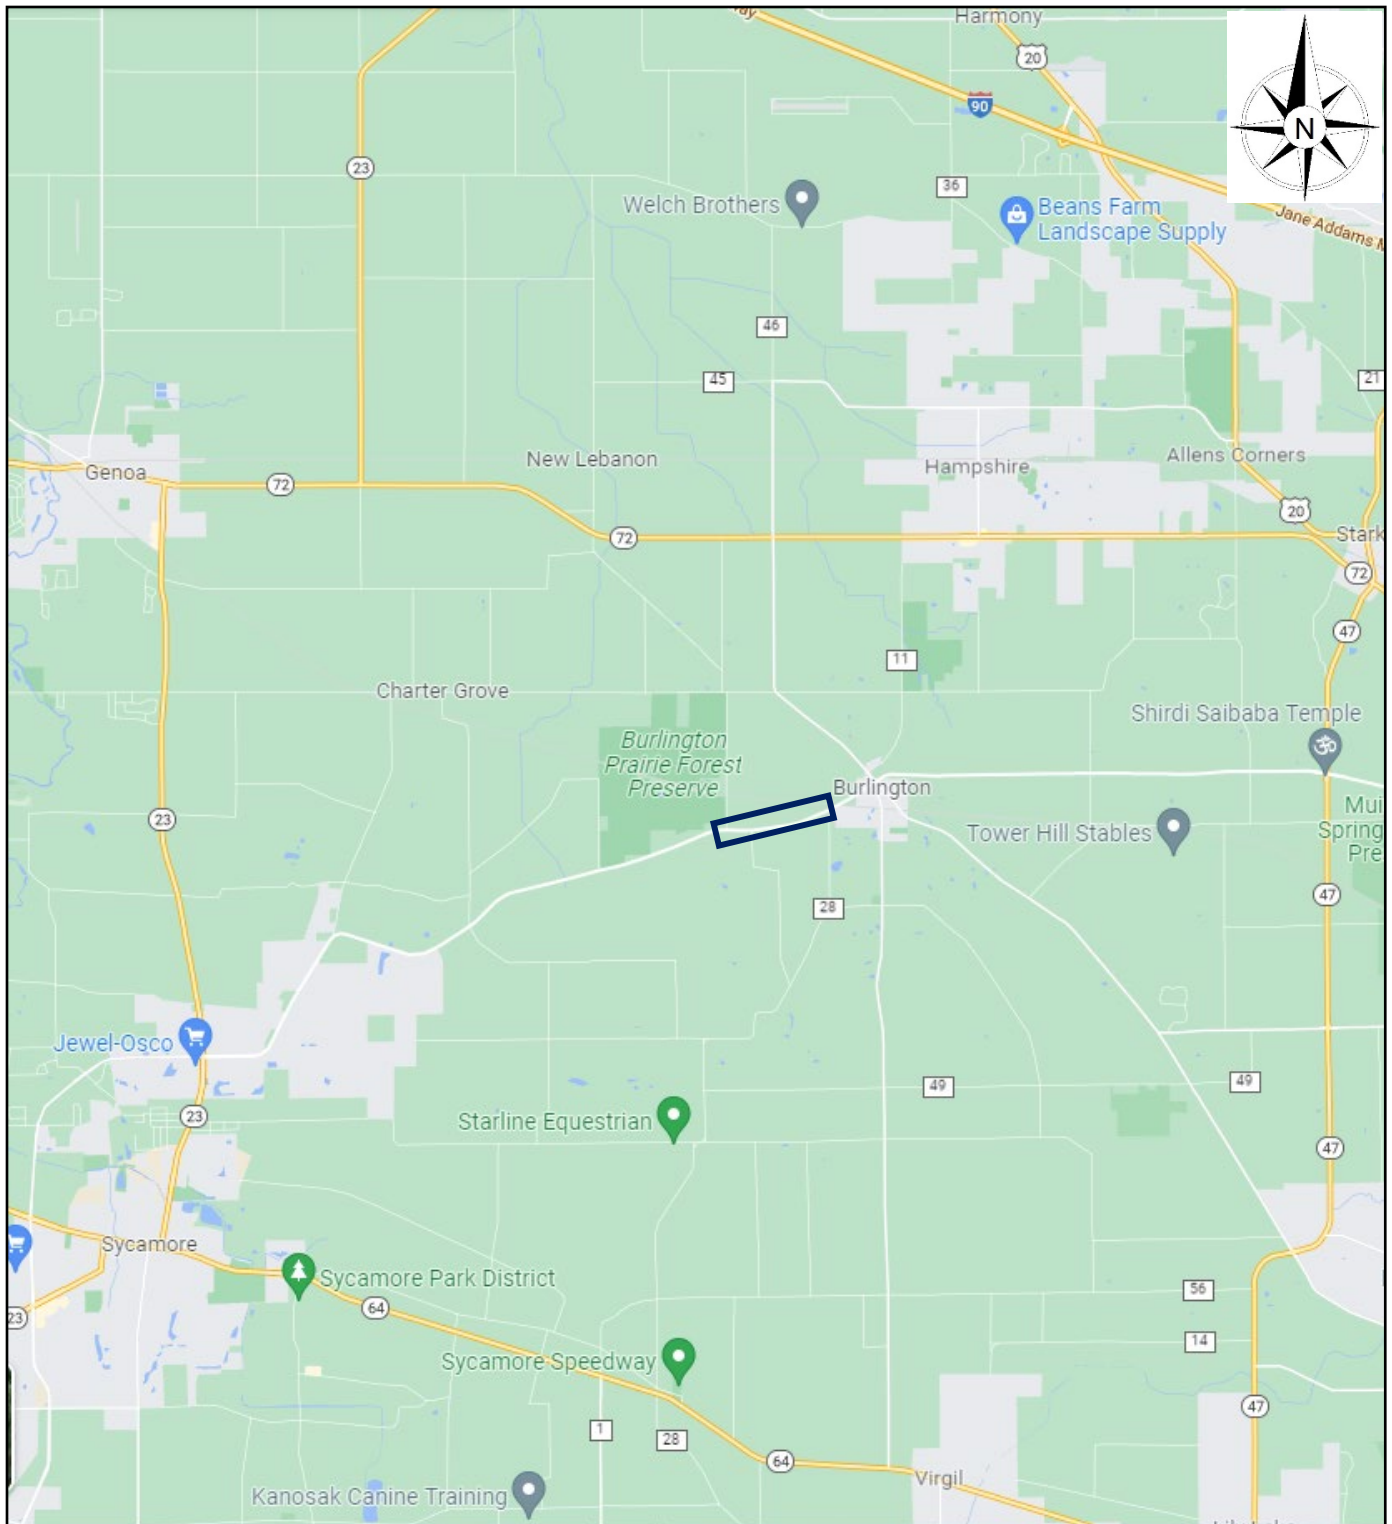 Harmony
20
90
N
23
36
Welch Brothers
Beans Farm
Landscape Supply
Jane Addams
46
45
21
New Lebanon
Genoa
Hampshire
Allens Corners
72
20
72
Stark
72
47
11
Charter Grove
Shirdi Saibaba Temple
ॐ
Burlington
Prairie Forest
Preserve
Burlington
23
Mui
Spring
Pre
Tower Hill Stables
47
28
Jewel-Osco
49
49
23
Starline Equestrian
47
Sycamore
Sycamore Park District
56
64
23
14
Sycamore Speedway
47
1
28
64
Virgil
Kanosak Canine Training